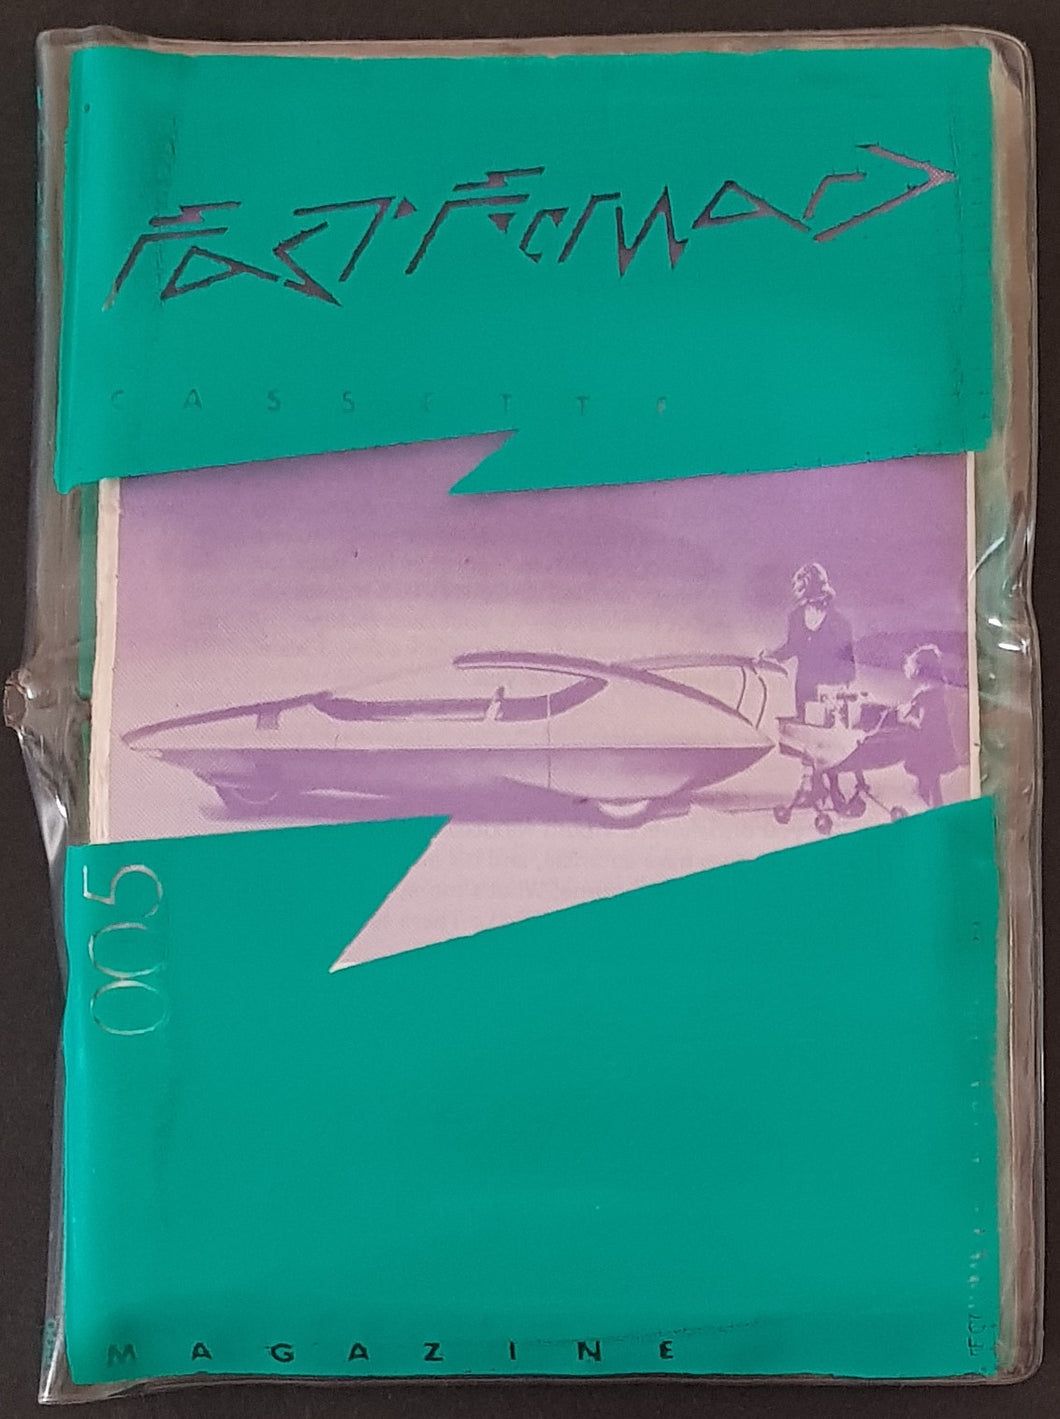 Fast Forward
CASSETTE
005
MAGAZINE